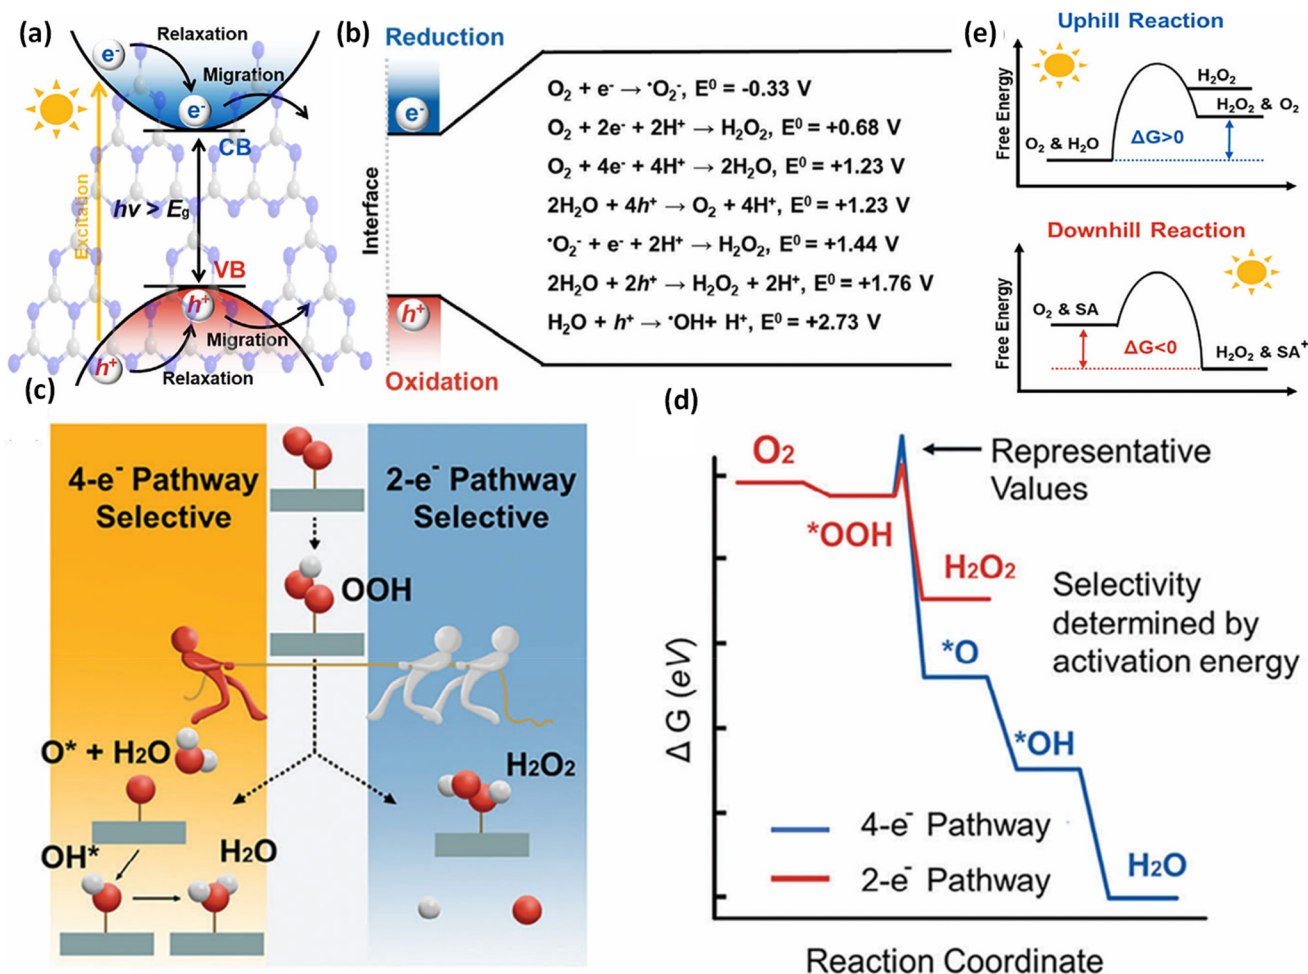 (a)
Relaxation
Migration
e⁻
e⁻
CB
Excitation
hν > Eg
VB
h⁺
Migration
h⁺
Relaxation
(b)
Reduction
e⁻
Interface
h⁺
Oxidation
O₂ + e⁻ → •O₂⁻, E⁰ = -0.33 V
O₂ + 2e⁻ + 2H⁺ → H₂O₂, E⁰ = +0.68 V
O₂ + 4e⁻ + 4H⁺ → 2H₂O, E⁰ = +1.23 V
2H₂O + 4h⁺ → O₂ + 4H⁺, E⁰ = +1.23 V
•O₂⁻ + e⁻ + 2H⁺ → H₂O₂, E⁰ = +1.44 V
2H₂O + 2h⁺ → H₂O₂ + 2H⁺, E⁰ = +1.76 V
H₂O + h⁺ → •OH+ H⁺, E⁰ = +2.73 V
(e)
Uphill Reaction
Free Energy
H₂O₂
H₂O₂ & O₂
O₂ & H₂O
ΔG>0
Downhill Reaction
Free Energy
O₂ & SA
ΔG<0
H₂O₂ & SA⁺
(c)
4-e⁻ Pathway
Selective
2-e⁻ Pathway
Selective
OOH
O* + H₂O
H₂O₂
OH*
H₂O
(d)
ΔG (eV)
O₂
*OOH
Representative
Values
H₂O₂
Selectivity
determined by
activation energy
*O
*OH
H₂O
4-e⁻ Pathway
2-e⁻ Pathway
Reaction Coordinate